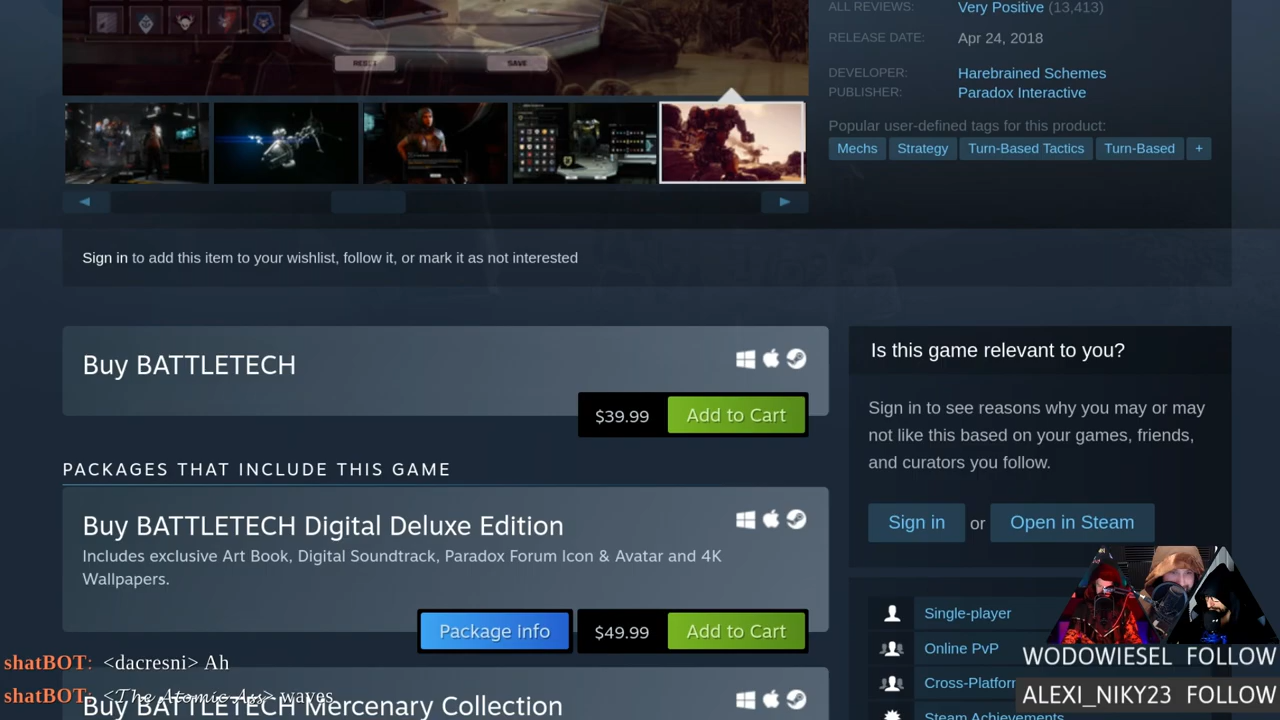 RESET
SAVE
ALL REVIEWS: Very Positive (13,413)
RELEASE DATE: Apr 24, 2018
DEVELOPER: Harebrained Schemes
PUBLISHER: Paradox Interactive
Popular user-defined tags for this product:
Mechs Strategy Turn-Based Tactics Turn-Based +
Sign in to add this item to your wishlist, follow it, or mark it as not interested
Buy BATTLETECH
$39.99 Add to Cart
PACKAGES THAT INCLUDE THIS GAME
Buy BATTLETECH Digital Deluxe Edition
Includes exclusive Art Book, Digital Soundtrack, Paradox Forum Icon & Avatar and 4K
Wallpapers.
Package info $49.99 Add to Cart
Buy BATTLETECH Mercenary Collection
Is this game relevant to you?
Sign in to see reasons why you may or may
not like this based on your games, friends,
and curators you follow.
Sign in or Open in Steam
Single-player
Online PvP
Cross-Platform
Steam Achievements
shatBOT: <dacresni> Ah
shatBOT: <The Atomic Ass> waves
WODOWIESEL FOLLOW
ALEXI_NIKY23 FOLLOW